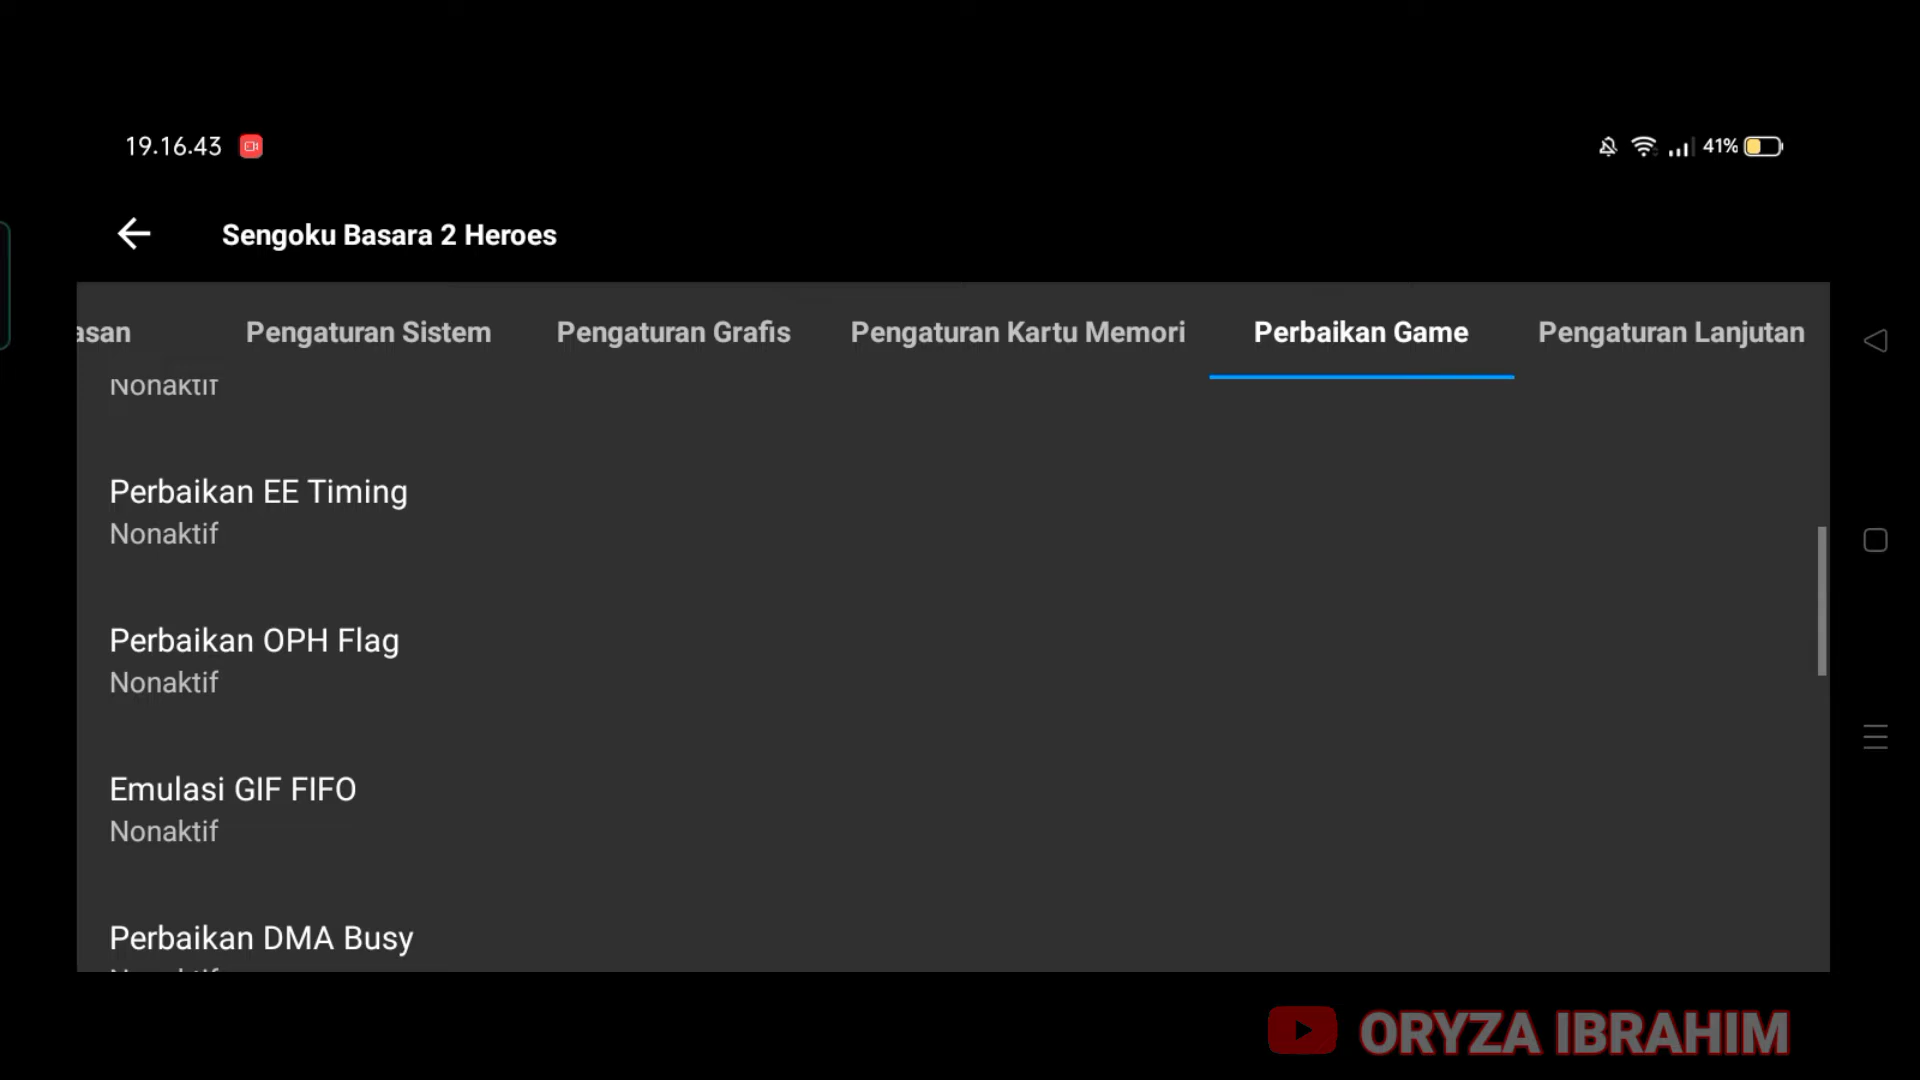 19.16.43
41%
Sengoku Basara 2 Heroes
asan Pengaturan Sistem Pengaturan Grafis Pengaturan Kartu Memori Perbaikan Game Pengaturan Lanjutan
Nonaktif
Perbaikan EE Timing
Nonaktif
Perbaikan OPH Flag
Nonaktif
Emulasi GIF FIFO
Nonaktif
Perbaikan DMA Busy
ORYZA IBRAHIM